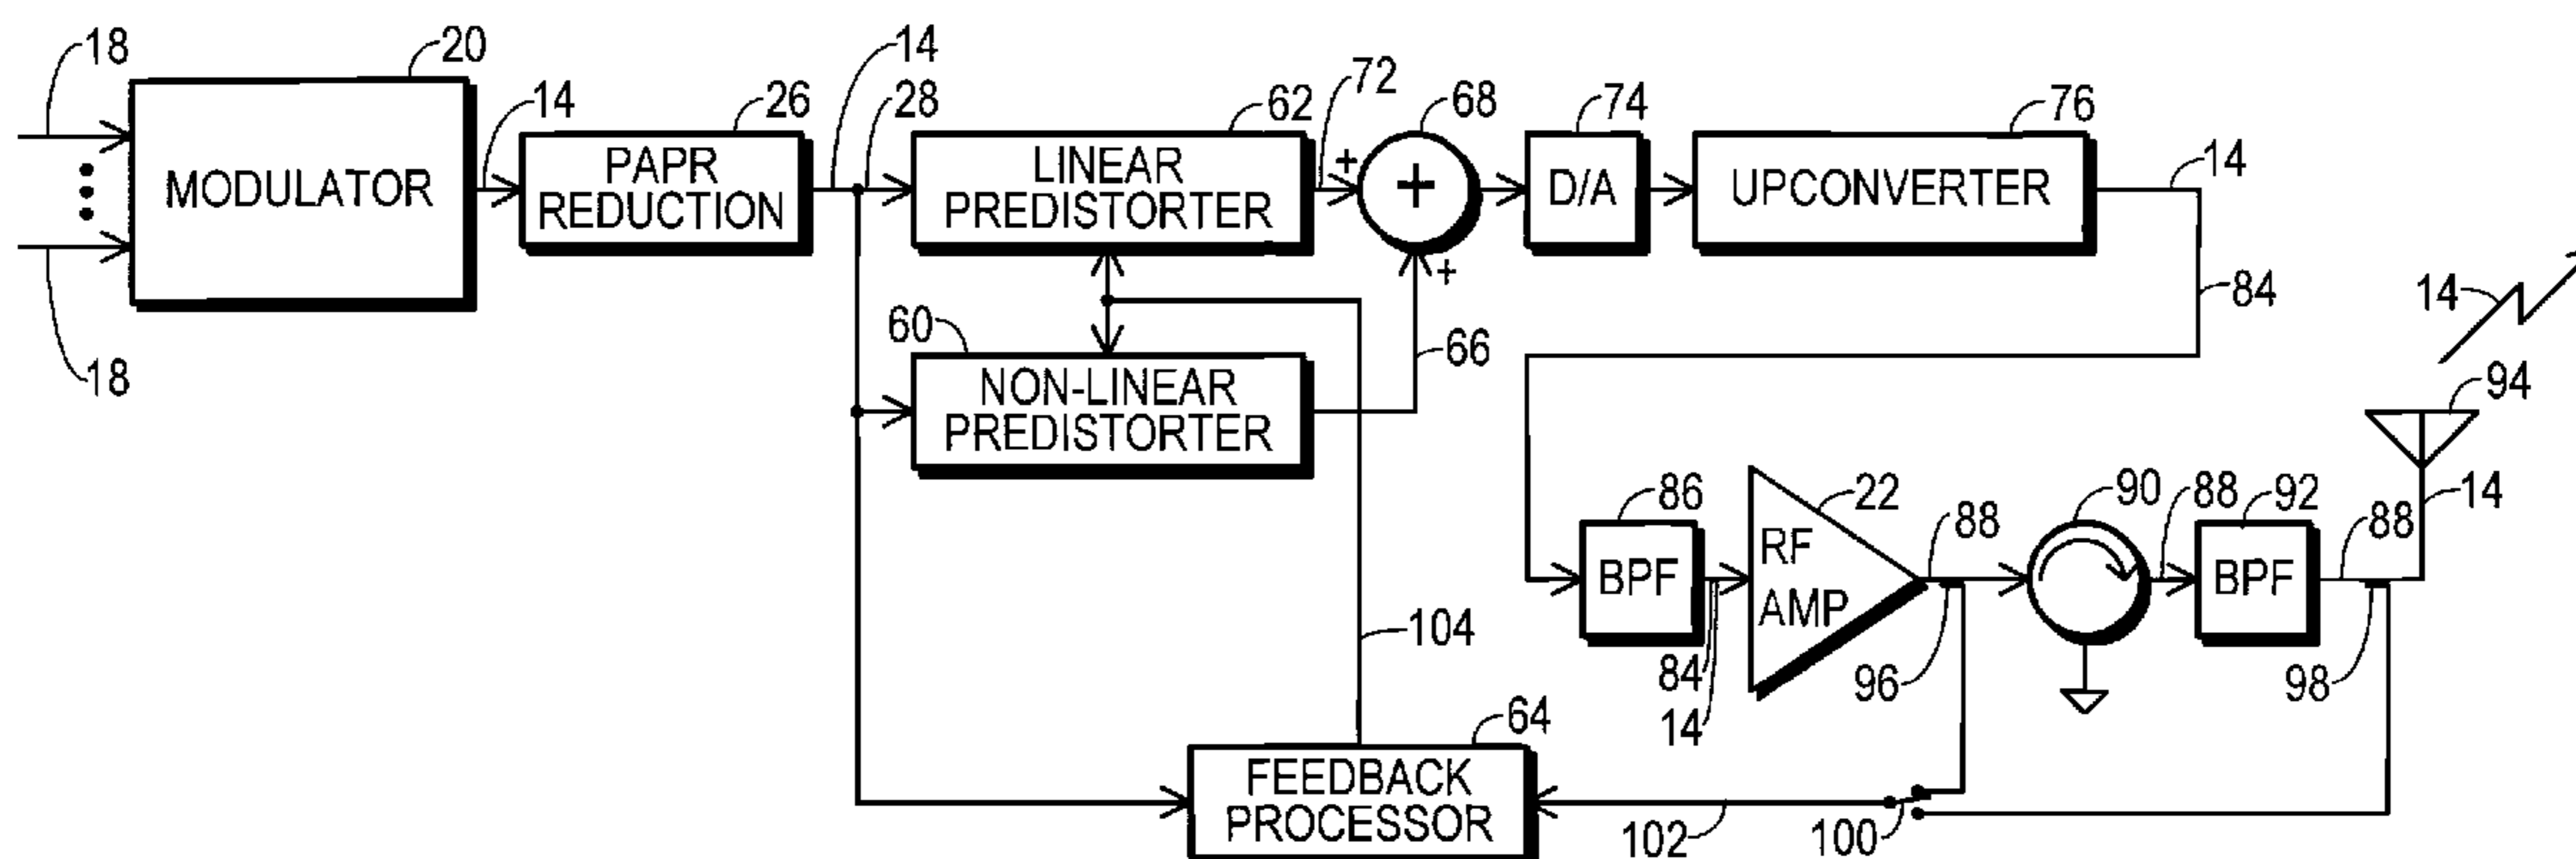 18
20
14
26
14
28
62
72
68
74
76
14
MODULATOR
PAPR
REDUCTION
LINEAR
PREDISTORTER
+
+
D/A
UPCONVERTER
+
18
84
14
60
NON-LINEAR
PREDISTORTER
66
94
86
22
88
90
88
92
88
14
BPF
RF
AMP
BPF
104
84
14
96
98
64
FEEDBACK
PROCESSOR
102
100